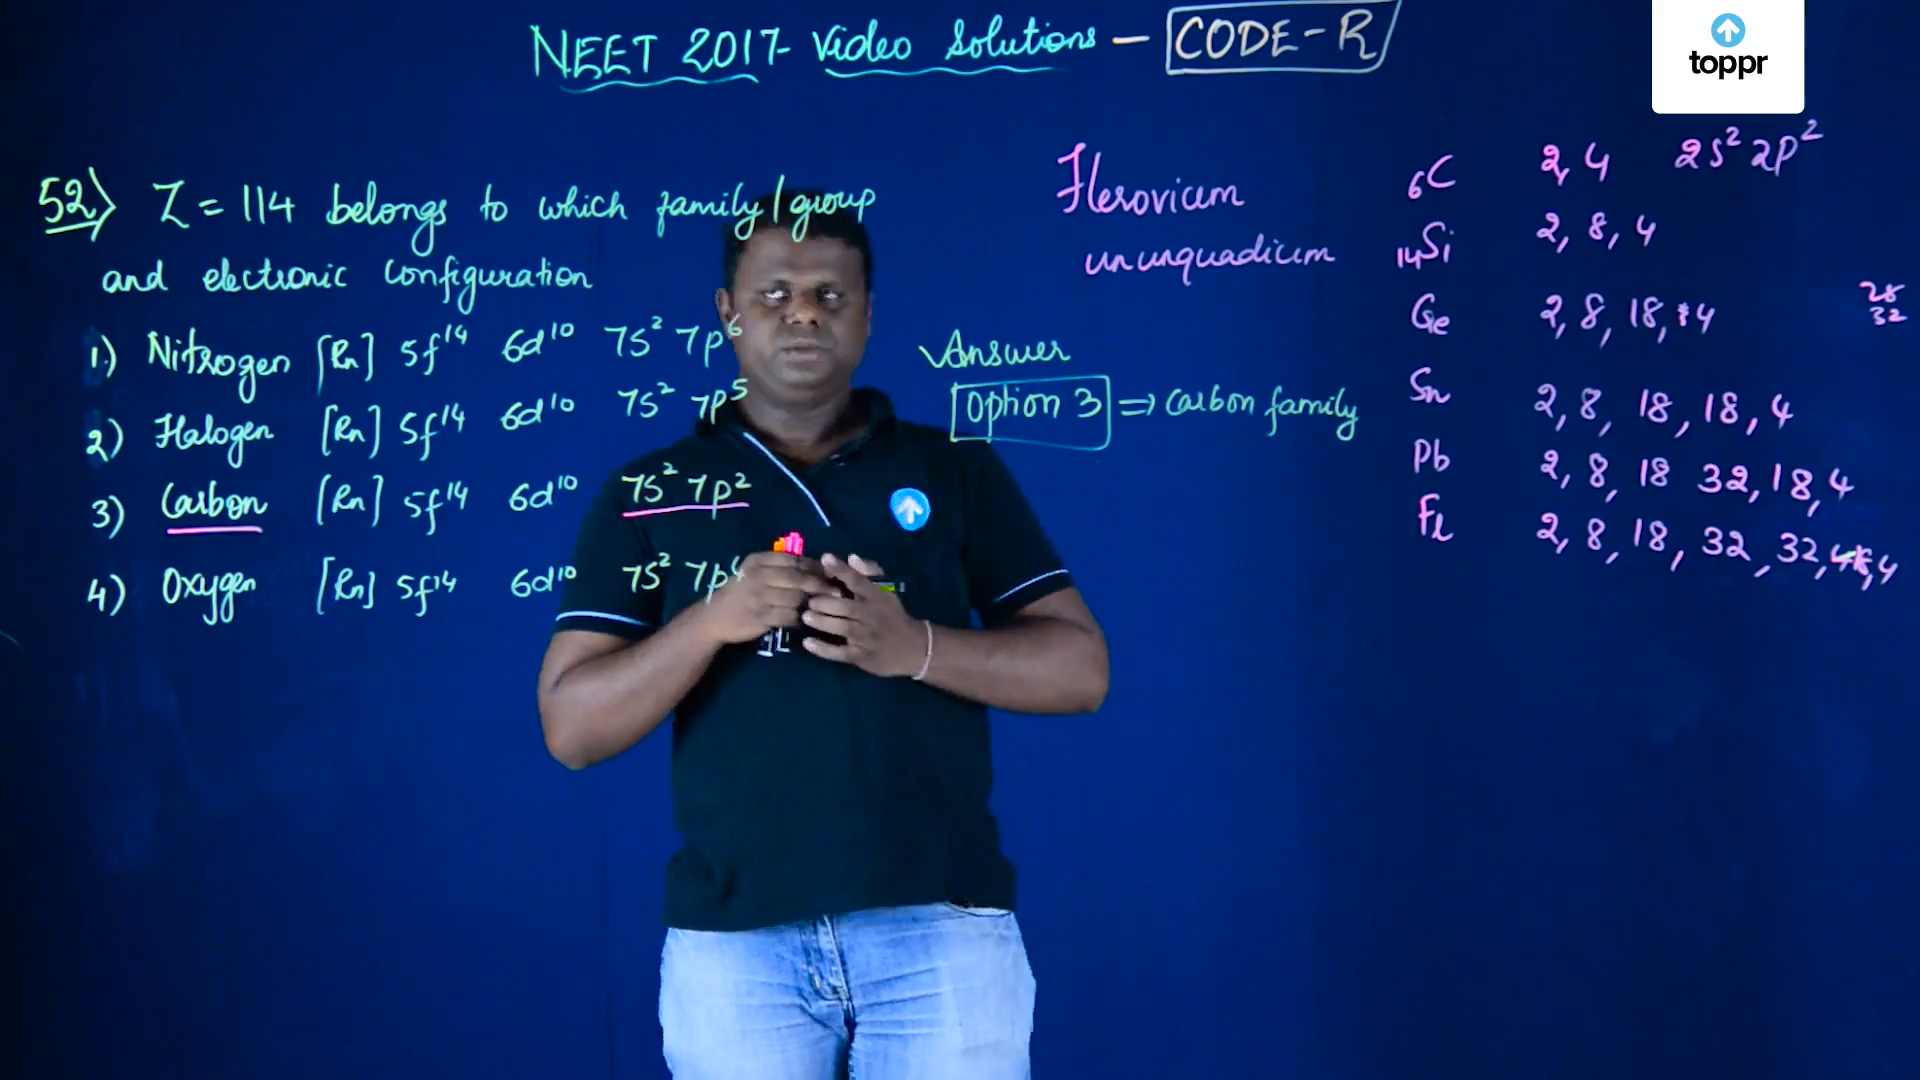 NEET 2017- Video Solutions - CODE-R
toppr
52) Z = 114 belongs to which family/group
and electronic configuration
1.) Nitrogen [Rn] 5f¹⁴ 6d¹⁰ 7s² 7p⁶
2) Halogen [Rn] 5f¹⁴ 6d¹⁰ 7s² 7p⁵
3) Carbon [Rn] 5f¹⁴ 6d¹⁰ 7s² 7p²
4) Oxygen [Rn] 5f¹⁴ 6d¹⁰ 7s² 7p⁴
Flerovium
ununquadium
Answer
Option 3 => Carbon family
₆C 2, 4 2s² 2p²
₁₄Si 2, 8, 4
Ge 2, 8, 18, 4
Sn 2, 8, 18, 18, 4
Pb 2, 8, 18 32, 18, 4
Fl 2, 8, 18, 32, 32, 4
32